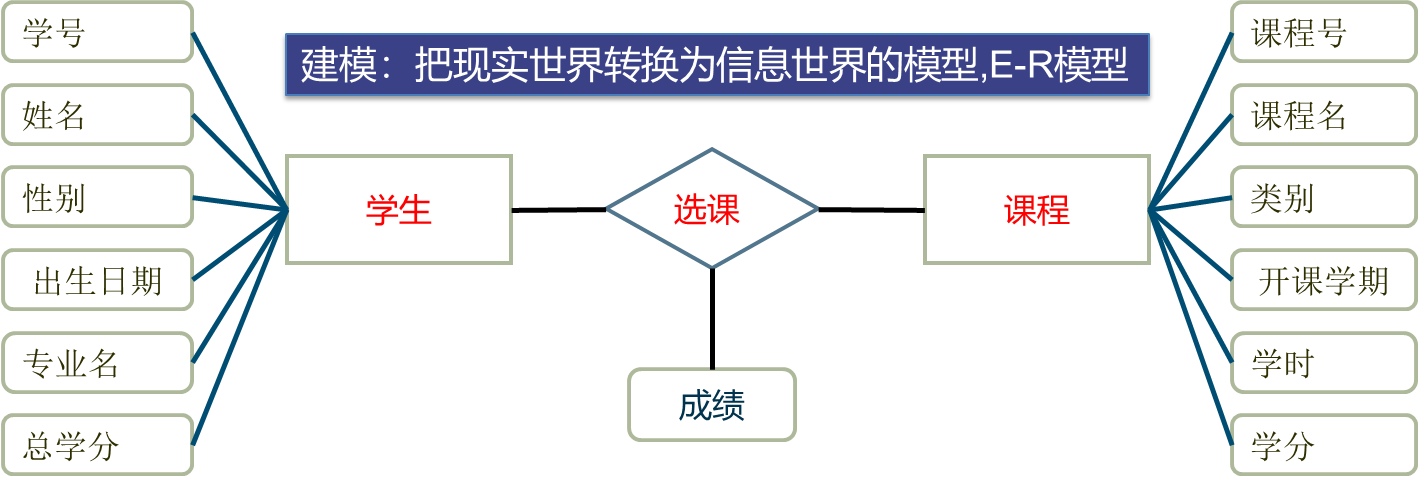 建模：把现实世界转换为信息世界的模型,E-R模型
学号
姓名
性别
出生日期
专业名
总学分
学生
选课
成绩
课程
课程号
课程名
类别
开课学期
学时
学分